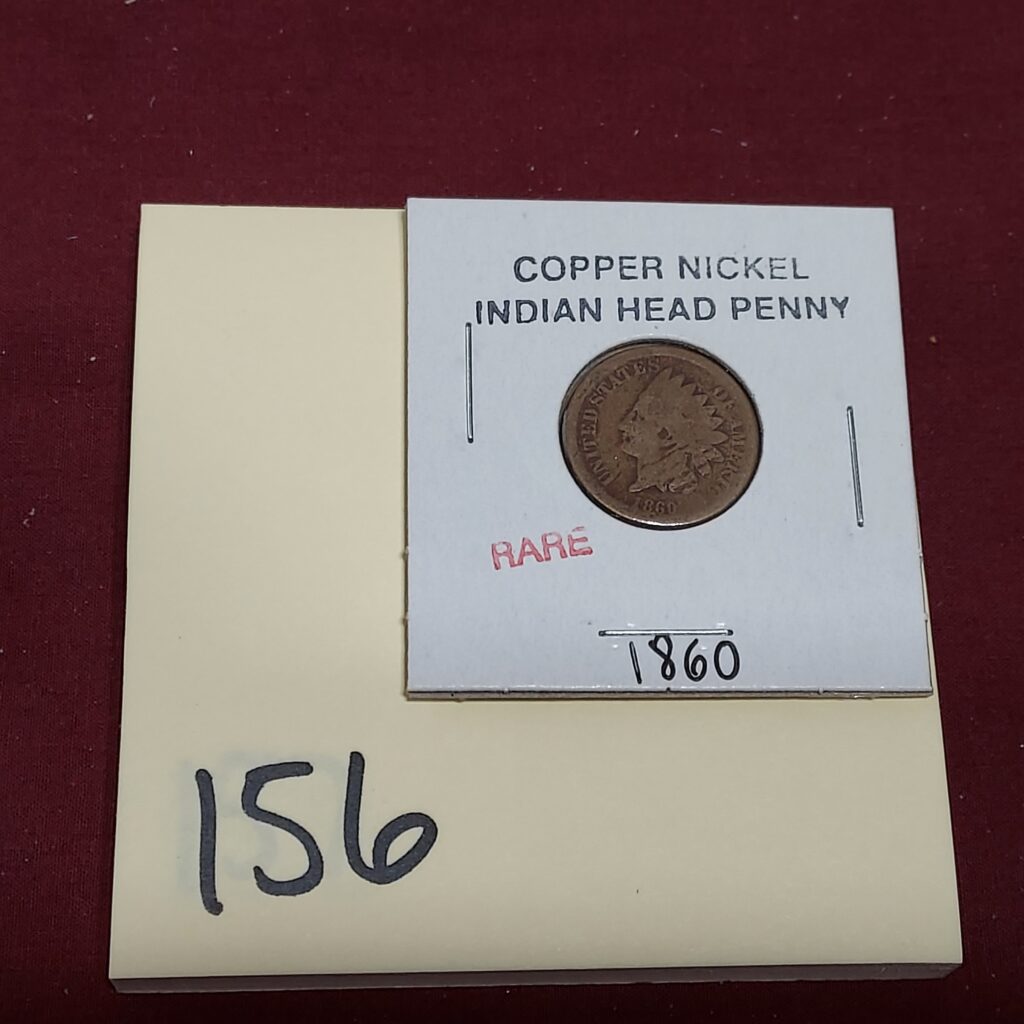 COPPER NICKEL
INDIAN HEAD PENNY
UNITED STATES
OF AMERICA
1860
RARE
1860
156